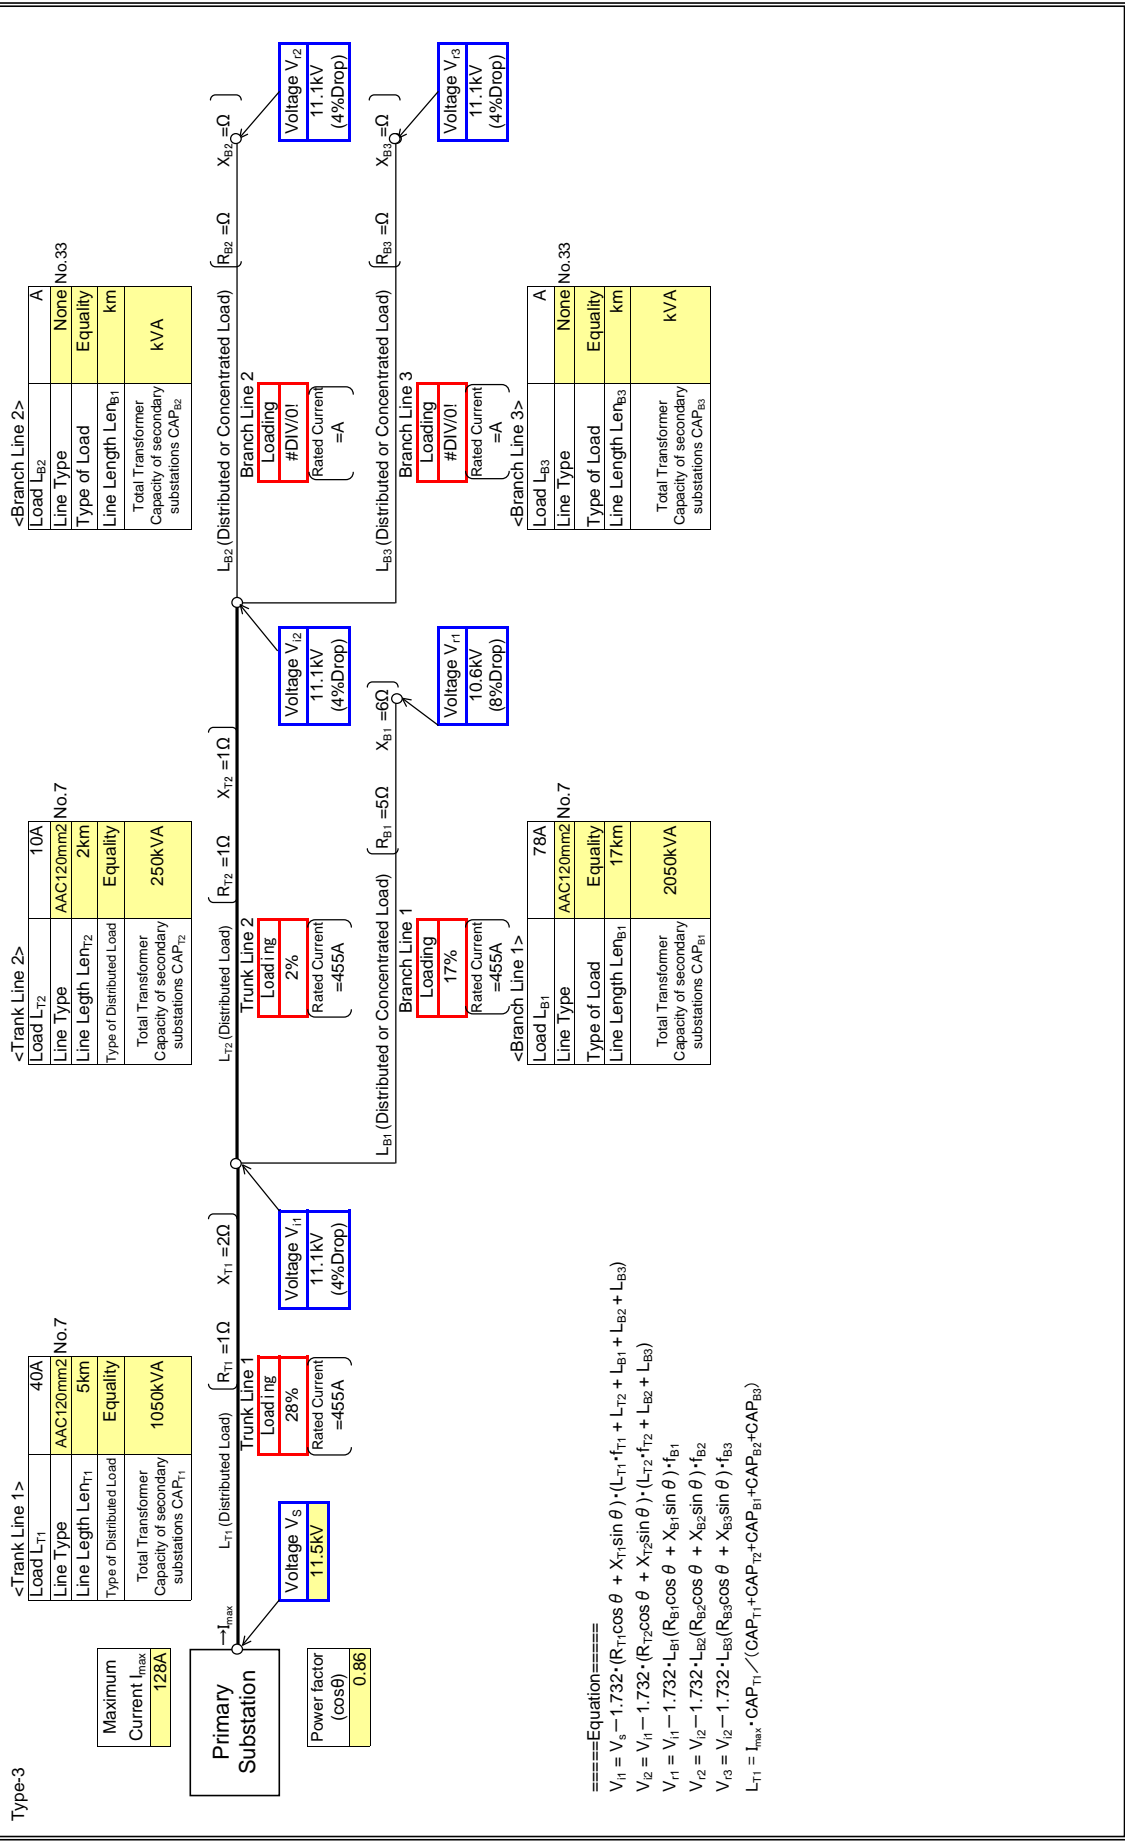 Type-3
Maximum
Current Imax
128A
Primary
Substation
Power factor
(cosθ)
0.86
→Imax
Voltage VS
11.5kV
<Trank Line 1>
Load LT1 40A
Line Type AAC120mm2 No.7
Line Legth LenT1 5km
Type of Distributed Load Equality
Total Transformer
Capacity of secondary
substations CAPT1
1050kVA
LT1 (Distributed Load)
RT1 =1Ω XT1 =2Ω
Trunk Line 1
Loading
28%
Rated Current
=455A
Voltage Vi1
11.1kV
(4%Drop)
<Trank Line 2>
Load LT2 10A
Line Type AAC120mm2 No.7
Line Legth LenT2 2km
Type of Distributed Load Equality
Total Transformer
Capacity of secondary
substations CAPT2
250kVA
LT2 (Distributed Load)
RT2 =1Ω XT2 =1Ω
Trunk Line 2
Loading
2%
Rated Current
=455A
Voltage Vi2
11.1kV
(4%Drop)
LB1 (Distributed or Concentrated Load)
RB1 =5Ω XB1 =6Ω
Branch Line 1
Loading
17%
Rated Current
=455A
Voltage Vr1
10.6kV
(8%Drop)
<Branch Line 1>
Load LB1 78A
Line Type AAC120mm2 No.7
Type of Load Equality
Line Length LenB1 17km
Total Transformer
Capacity of secondary
substations CAPB1
2050kVA
<Branch Line 2>
Load LB2 A
Line Type None No.33
Type of Load Equality
Line Length LenB1 km
Total Transformer
Capacity of secondary
substations CAPB2
kVA
LB2 (Distributed or Concentrated Load)
RB2 =Ω XB2 =Ω
Branch Line 2
Loading
#DIV/0!
Rated Current
=A
Voltage Vr2
11.1kV
(4%Drop)
LB3 (Distributed or Concentrated Load)
RB3 =Ω XB3 =Ω
Branch Line 3
Loading
#DIV/0!
Rated Current
=A
Voltage Vr3
11.1kV
(4%Drop)
<Branch Line 3>
Load LB3 A
Line Type None No.33
Type of Load Equality
Line Length LenB3 km
Total Transformer
Capacity of secondary
substations CAPB3
kVA
=====Equation=====
Vi1 = Vs－1.732･(RT1cos θ + XT1sin θ)･(LT1･fT1 + LT2 + LB1 + LB2 + LB3)
Vi2 = Vi1－1.732･(RT2cos θ + XT2sin θ)･(LT2･fT2 + LB2 + LB3)
Vr1 = Vi1－1.732･LB1(RB1cos θ + XB1sin θ)･fB1
Vr2 = Vi2－1.732･LB2(RB2cos θ + XB2sin θ)･fB2
Vr3 = Vi2－1.732･LB3(RB3cos θ + XB3sin θ)･fB3
LT1 = Imax･CAPT1／(CAPT1+CAPT2+CAPB1+CAPB2+CAPB3)